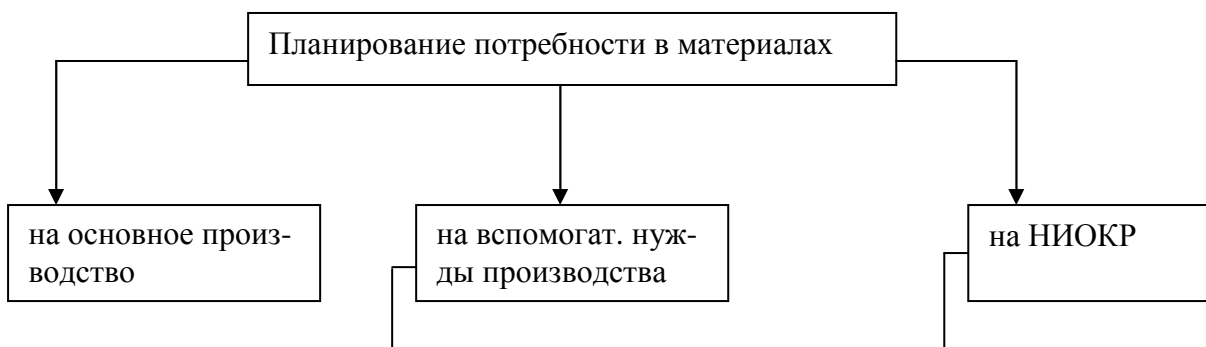 Планирование потребности в материалах
на основное произ-
водство
на вспомогат. нуж-
ды производства
на НИОКР